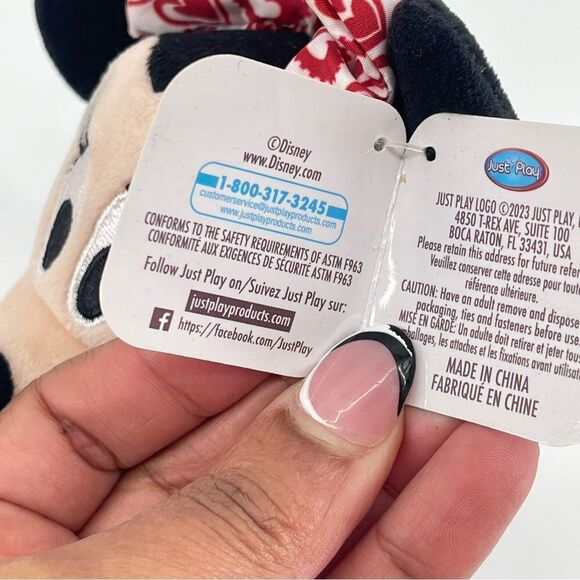 ©Disney
www.Disney.com
1-800-317-3245
customerservice@justplayproducts.com
www.justplayproducts.com
CONFORMS TO THE SAFETY REQUIREMENTS OF ASTM F963
CONFORMITÉ AUX EXIGENCES DE SÉCURITÉ ASTM F963
Follow Just Play on/Suivez Just Play sur:
justplayproducts.com
f https://facebook.com/JustPlay
Just Play
JUST PLAY LOGO ©2023 JUST PLAY,
4850 T-REX AVE, SUITE 100
BOCA RATON, FL 33431, USA
Please retain this address for future
Veuillez conserver cette adresse pour toute
référence ultérieure.
CAUTION: Have an adult remove and dispose
packaging, ties and fasteners before
MISE EN GARDE: Un adulte doit retirer et jeter
les attaches et les fixations avant
MADE IN CHINA
FABRIQUÉ EN CHINE